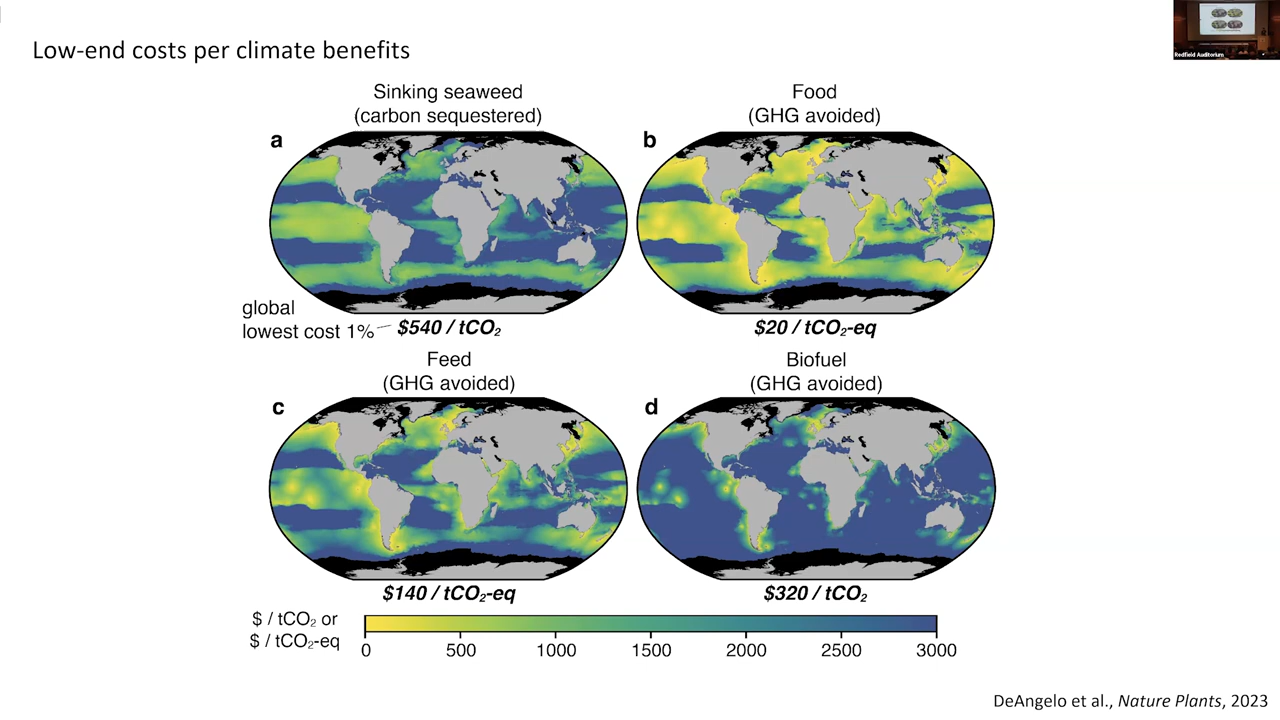 Low-end costs per climate benefits
Redfield Auditorium
Sinking seaweed
(carbon sequestered)
a
Food
(GHG avoided)
b
global
lowest cost 1%
$540 / tCO₂
$20 / tCO₂-eq
Feed
(GHG avoided)
c
Biofuel
(GHG avoided)
d
$140 / tCO₂-eq
$320 / tCO₂
$ / tCO₂ or
$ / tCO₂-eq
0 500 1000 1500 2000 2500 3000
DeAngelo et al., Nature Plants, 2023